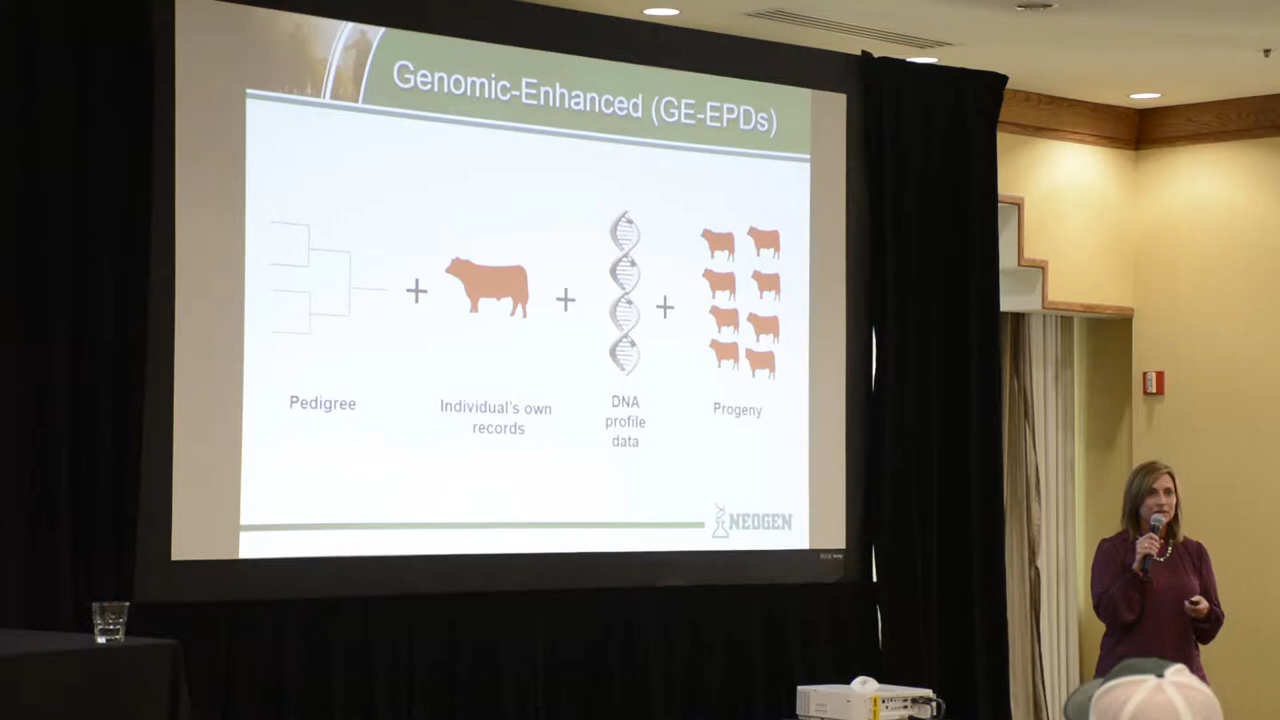 Genomic-Enhanced (GE-EPDs)
Pedigree
Individual's own
records
DNA
profile
data
Progeny
NEOGEN